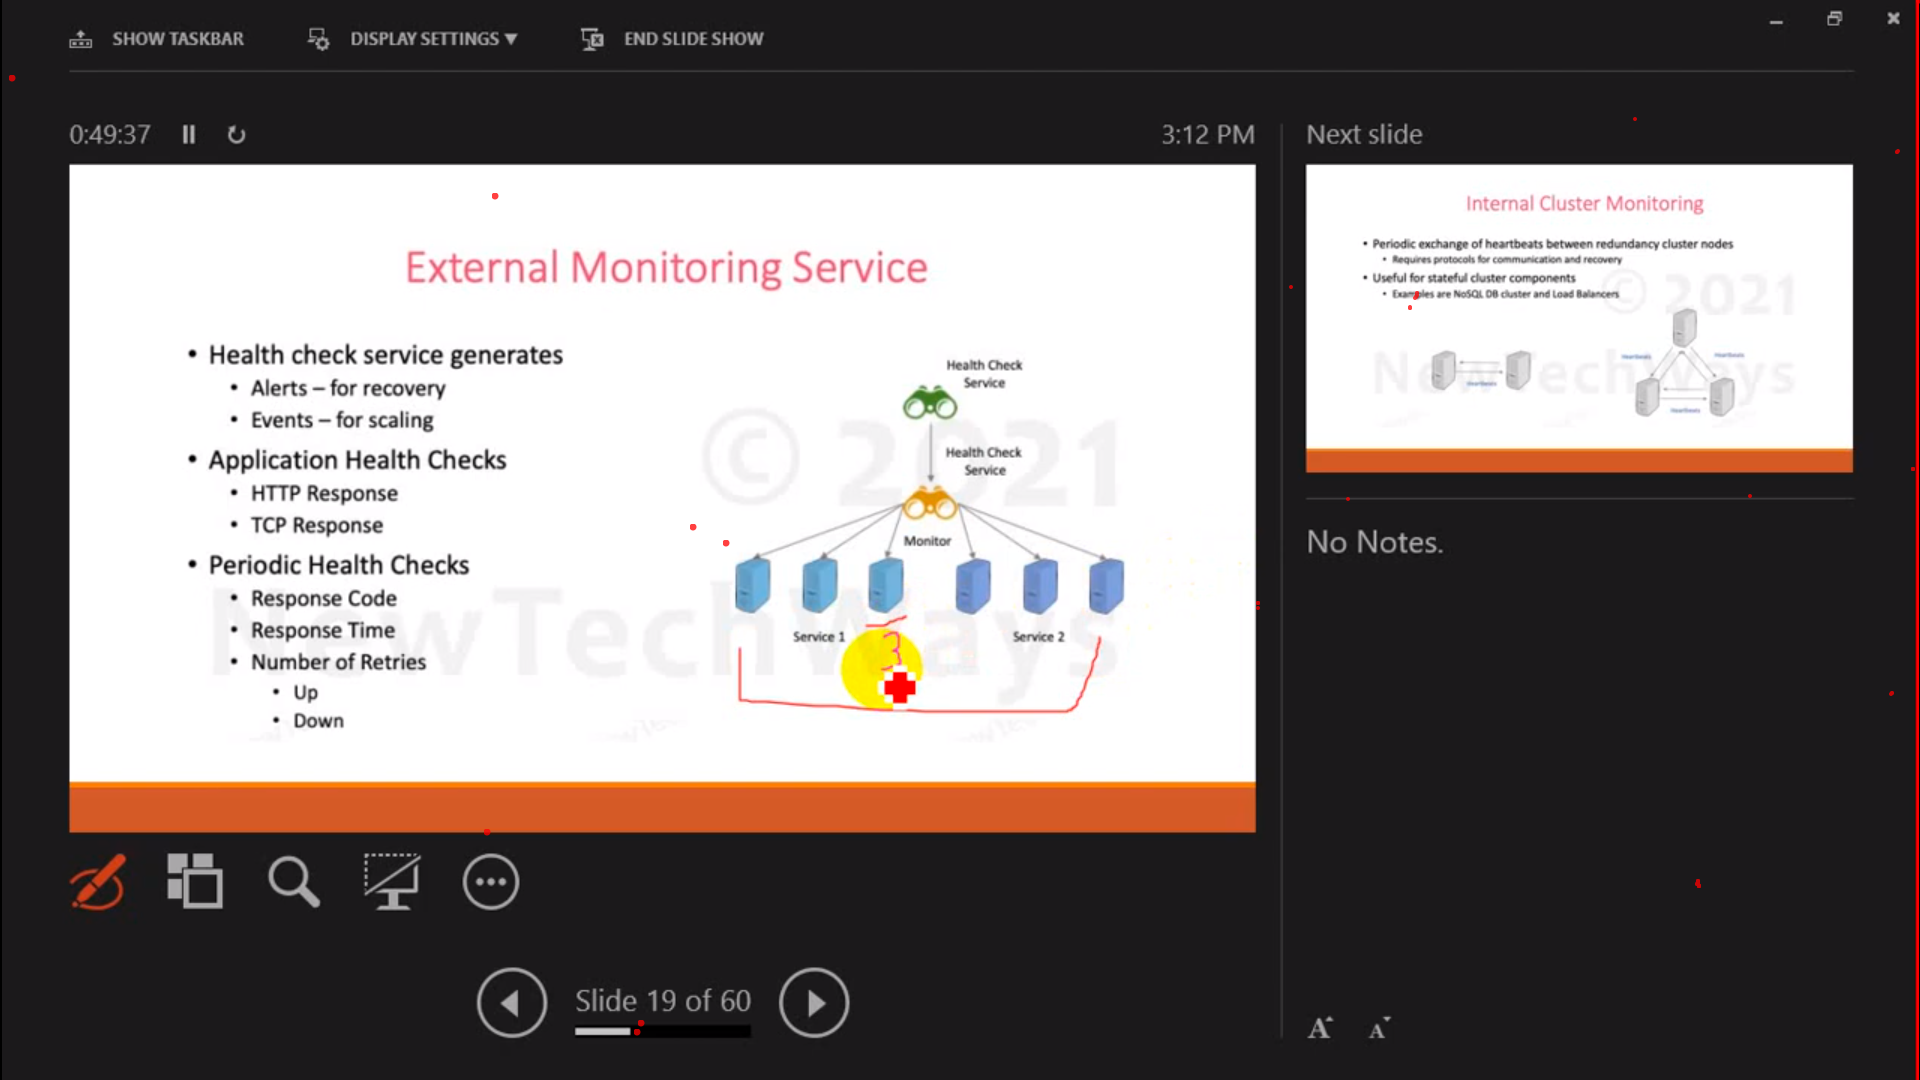 SHOW TASKBAR
DISPLAY SETTINGS ▼
END SLIDE SHOW
0:49:37
3:12 PM
External Monitoring Service
• Health check service generates
• Alerts – for recovery
• Events – for scaling
• Application Health Checks
• HTTP Response
• TCP Response
• Periodic Health Checks
• Response Code
• Response Time
• Number of Retries
• Up
• Down
Health Check
Service
Health Check
Service
Monitor
Service 1
Service 2
3
© 2021
NewTechWays
Next slide
Internal Cluster Monitoring
• Periodic exchange of heartbeats between redundancy cluster nodes
• Requires protocols for communication and recovery
• Useful for stateful cluster components
• Examples are NoSQL DB cluster and Load Balancers
Heartbeats
Heartbeats
Heartbeats
Heartbeats
© 2021
NewTechWays
No Notes.
Slide 19 of 60
A
A